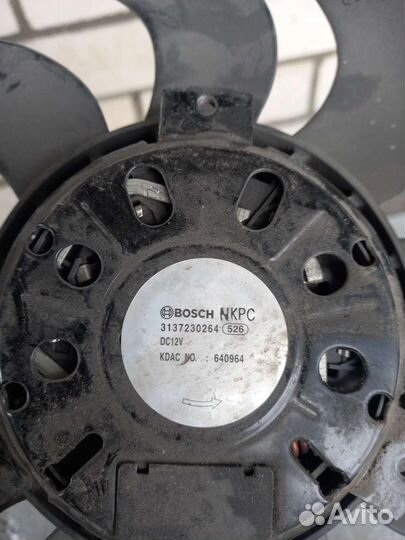 BOSCH NKPC
3137230264 526
DC12V
KDAC NO. : 640964
Avito